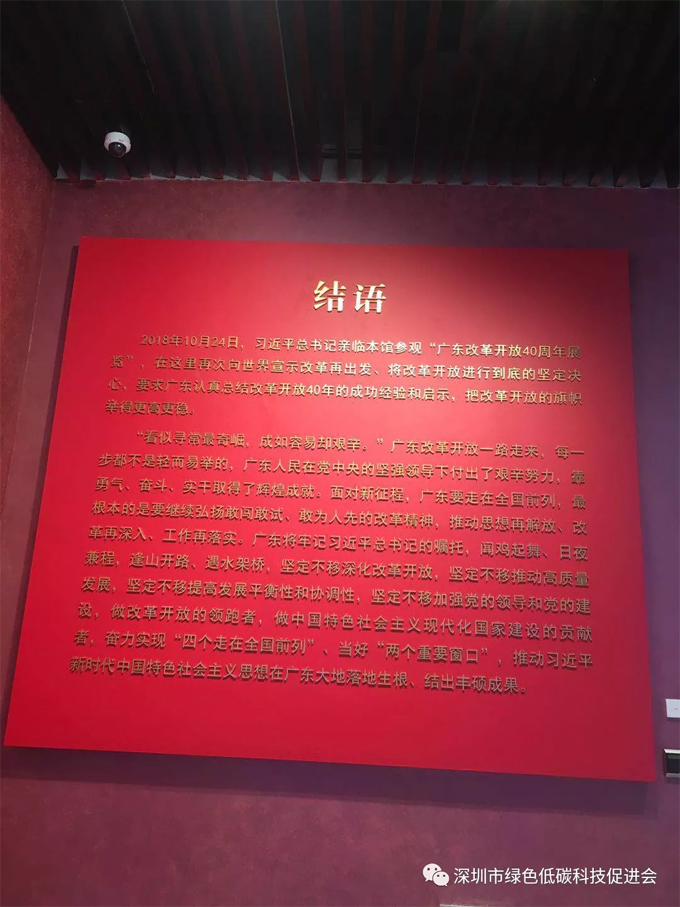 结语
2018年10月24日，习近平总书记亲临本馆参观“广东改革开放40周年展
览”，在这里再次向世界宣示改革再出发、将改革开放进行到底的坚定决
心，要求广东认真总结改革开放40年的成功经验和启示，把改革开放的旗帜
举得更高更稳。
“看似寻常最奇崛，成如容易却艰辛。”广东改革开放一路走来，每一
步都不是轻而易举的，广东人民在党中央的坚强领导下付出了艰辛努力，靠
勇气、奋斗、实干取得了辉煌成就。面对新征程，广东要走在全国前列，最
根本的是要继续弘扬敢闯敢试、敢为人先的改革精神，推动思想再解放、改
革再深入、工作再落实。广东将牢记习近平总书记的嘱托，闻鸡起舞、日夜
兼程，逢山开路、遇水架桥，坚定不移深化改革开放，坚定不移推动高质量
发展，坚定不移提高发展平衡性和协调性，坚定不移加强党的领导和党的建
设，做改革开放的领跑者，做中国特色社会主义现代化国家建设的贡献
者，奋力实现“四个走在全国前列”、当好“两个重要窗口”，推动习近平
新时代中国特色社会主义思想在广东大地落地生根、结出丰硕成果。
深圳市绿色低碳科技促进会